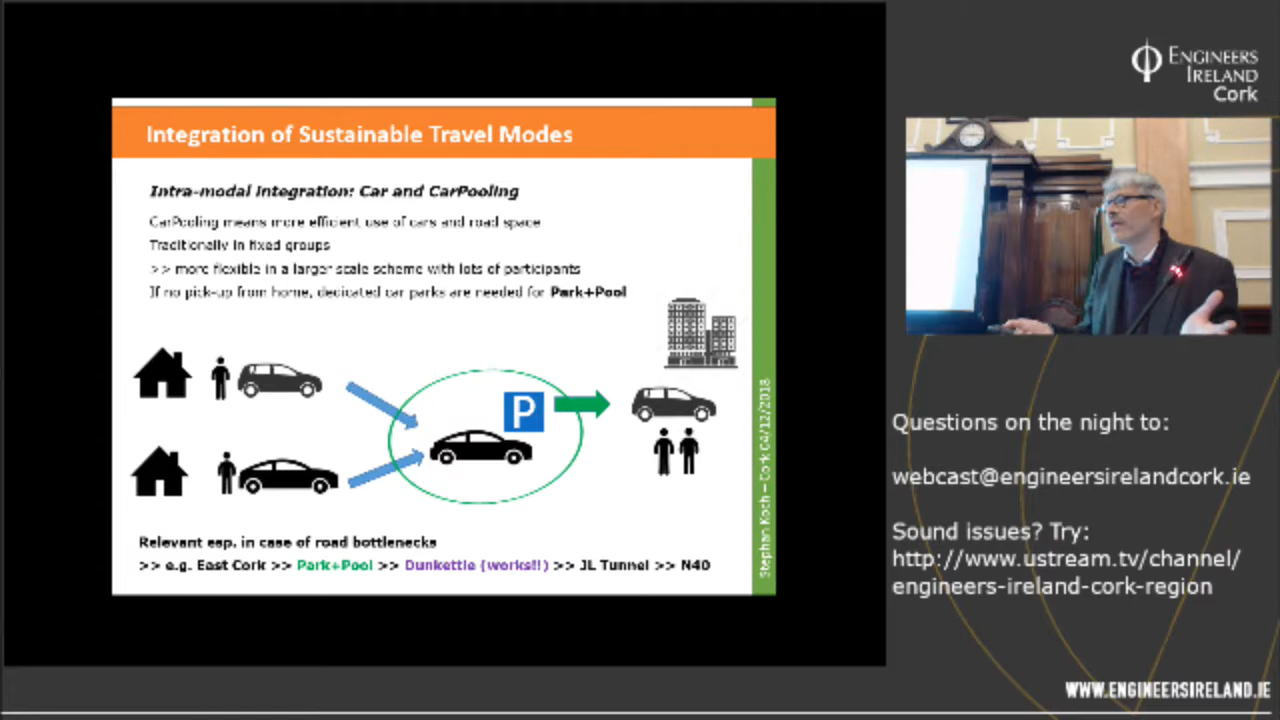 Integration of Sustainable Travel Modes
Intra-modal Integration: Car and CarPooling
CarPooling means more efficient use of cars and road space
Traditionally in fixed groups
>> more flexible in a larger scale scheme with lots of participants
If no pick-up from home, dedicated car parks are needed for Park+Pool
P
Relevant esp. in case of road bottlenecks
>> e.g. East Cork >> Park+Pool >> Dunkettle (works!!) >> JL Tunnel >> N40
Stephan Koch – Cork 04/12/2018
ENGINEERS
IRELAND
Cork
Questions on the night to:
webcast@engineersirelandcork.ie
Sound issues? Try:
http://www.ustream.tv/channel/
engineers-ireland-cork-region
WWW.ENGINEERSIRELAND.IE